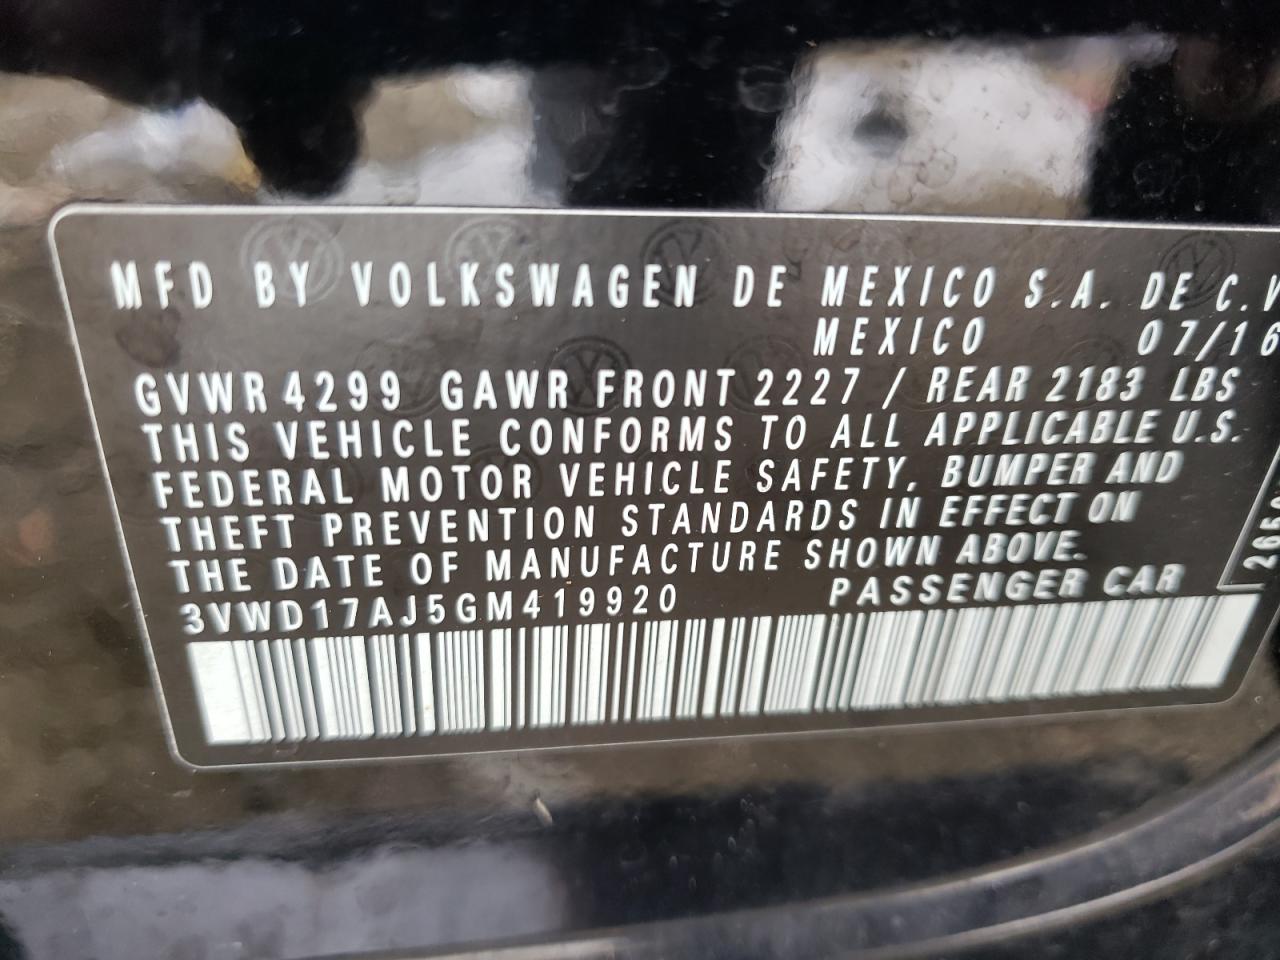 MFD BY VOLKSWAGEN DE MEXICO S.A. DE C.V
MEXICO 07/16
GVWR 4299 GAWR FRONT 2227 / REAR 2183 LBS
THIS VEHICLE CONFORMS TO ALL APPLICABLE U.S.
FEDERAL MOTOR VEHICLE SAFETY, BUMPER AND
THEFT PREVENTION STANDARDS IN EFFECT ON
THE DATE OF MANUFACTURE SHOWN ABOVE.
3VWD17AJ5GM419920 PASSENGER CAR